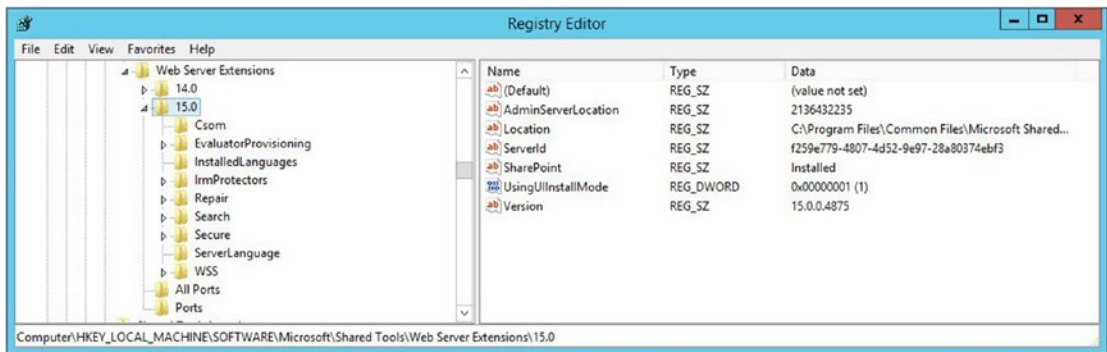 Registry Editor
File Edit View Favorites Help
Web Server Extensions
14.0
15.0
Csom
EvaluatorProvisioning
InstalledLanguages
IrmProtectors
Repair
Search
Secure
ServerLanguage
WSS
All Ports
Ports
Name Type Data
(Default) REG_SZ (value not set)
AdminServerLocation REG_SZ 2136432235
Location REG_SZ C:\Program Files\Common Files\Microsoft Shared...
ServerId REG_SZ f259e779-4807-4d52-9e97-28a80374ebf3
SharePoint REG_SZ Installed
UsingUIInstallMode REG_DWORD 0x00000001 (1)
Version REG_SZ 15.0.0.4875
Computer\HKEY_LOCAL_MACHINE\SOFTWARE\Microsoft\Shared Tools\Web Server Extensions\15.0